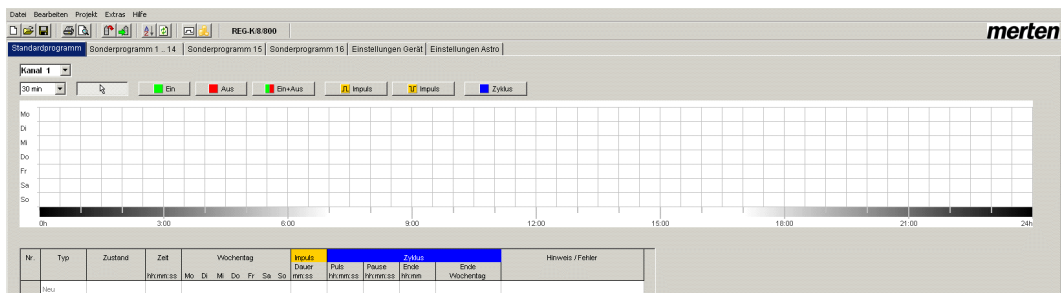 Datei Bearbeiten Projekt Extras Hilfe
REG-K/8/800
merten
Standardprogramm Sonderprogramm 1 .. 14 Sonderprogramm 15 Sonderprogramm 16 Einstellungen Gerät Einstellungen Astro
Kanal 1
30 min Ein Aus Ein+Aus Impuls Impuls Zyklus
Mo
Di
Mi
Do
Fr
Sa
So
0h 3:00 6:00 9:00 12:00 15:00 18:00 21:00 24h
Nr. Typ Zustand Zeit Wochentag Impuls Zyklus Hinweis / Fehler
Dauer Puls Pause Ende Ende
hh:mm:ss Mo Di Mi Do Fr Sa So mm:ss hh:mm:ss hh:mm:ss hh:mm Wochentag
Neu